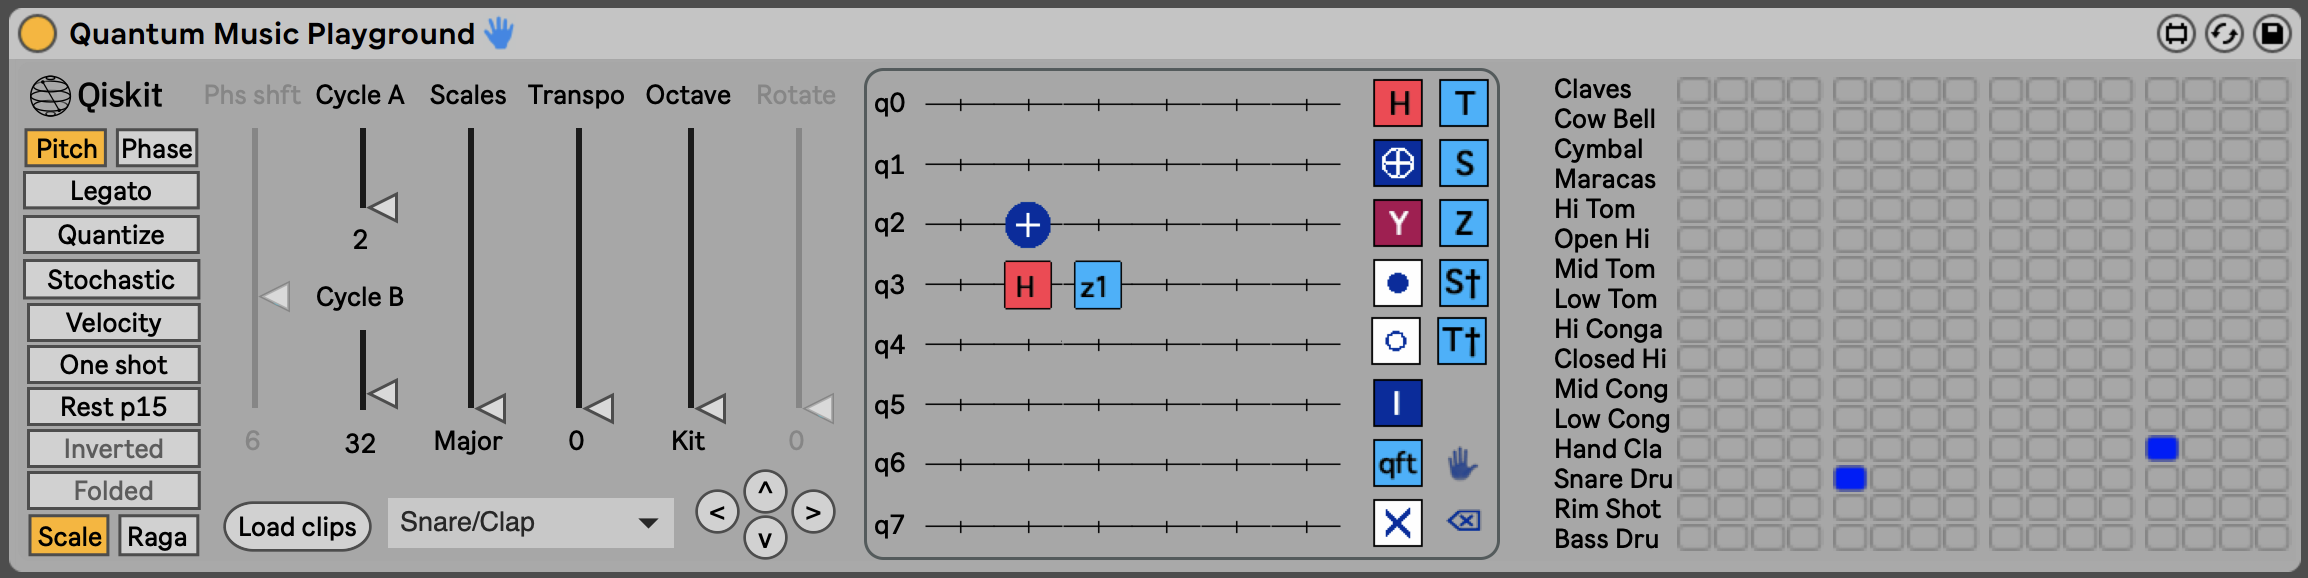 Quantum Music Playground
Qiskit
Phs shft Cycle A Scales Transpo Octave Rotate
Pitch Phase
Legato
Quantize
Stochastic
Velocity
One shot
Rest p15
Inverted
Folded
Scale Raga
2
Cycle B
6 32 Major 0 Kit 0
Load clips Snare/Clap
< ^ v >
q0
q1
q2 +
q3 H z1
q4
q5
q6
q7
H T
S
Y Z
S†
T†
I
qft
Claves
Cow Bell
Cymbal
Maracas
Hi Tom
Open Hi
Mid Tom
Low Tom
Hi Conga
Closed Hi
Mid Cong
Low Cong
Hand Cla
Snare Dru
Rim Shot
Bass Dru